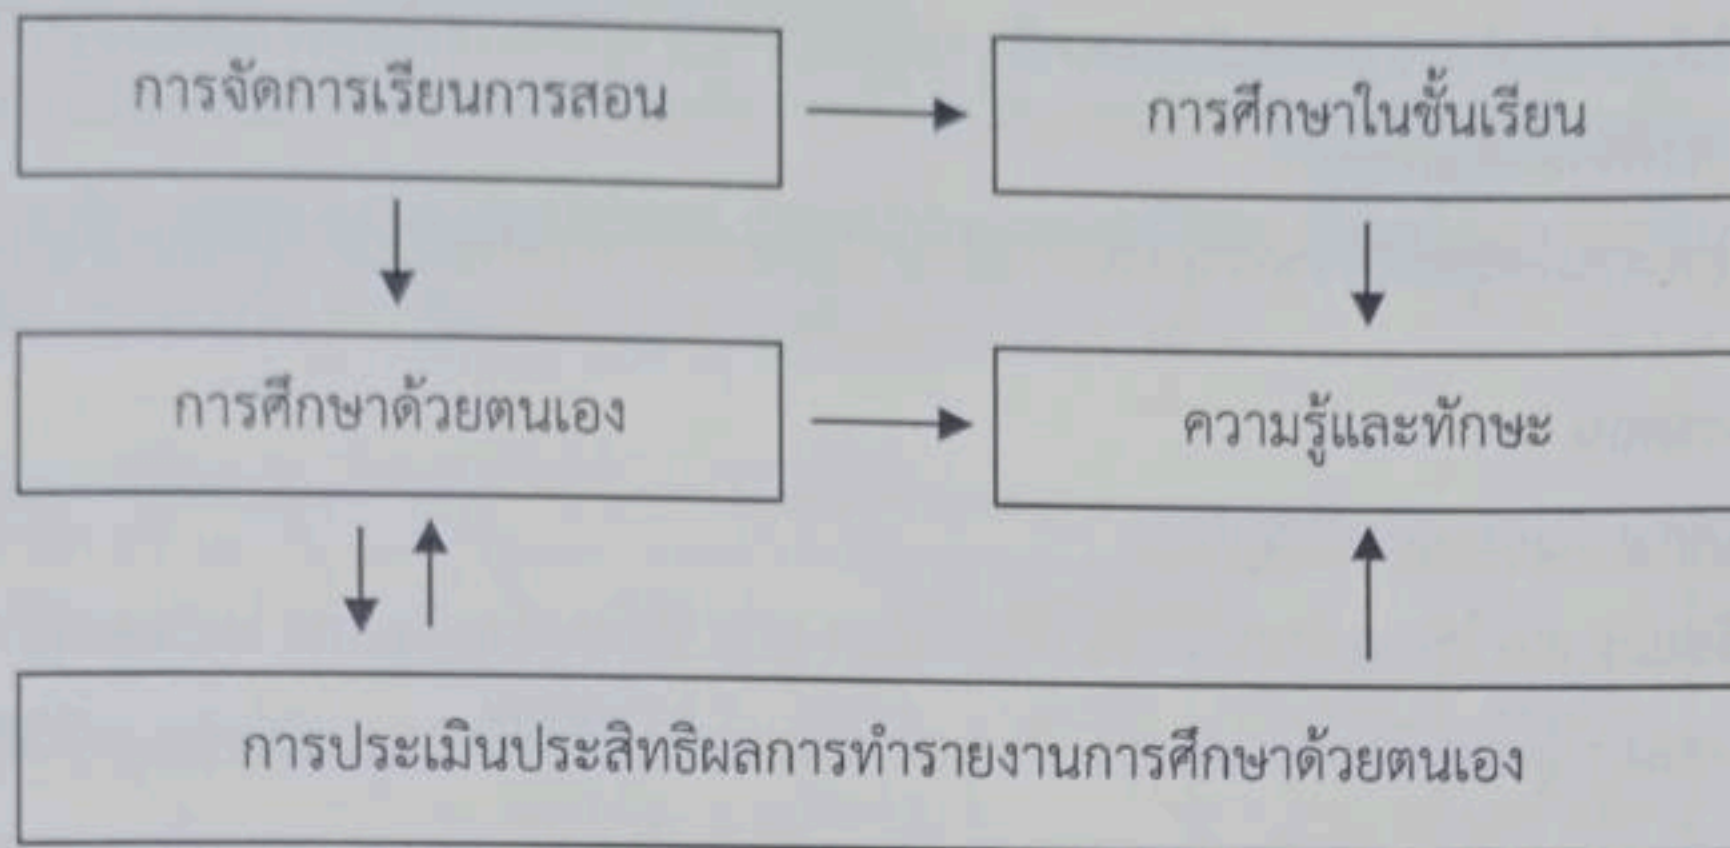 การจัดการเรียนการสอน
การศึกษาในชั้นเรียน
การศึกษาด้วยตนเอง
ความรู้และทักษะ
การประเมินประสิทธิผลการทำรายงานการศึกษาด้วยตนเอง